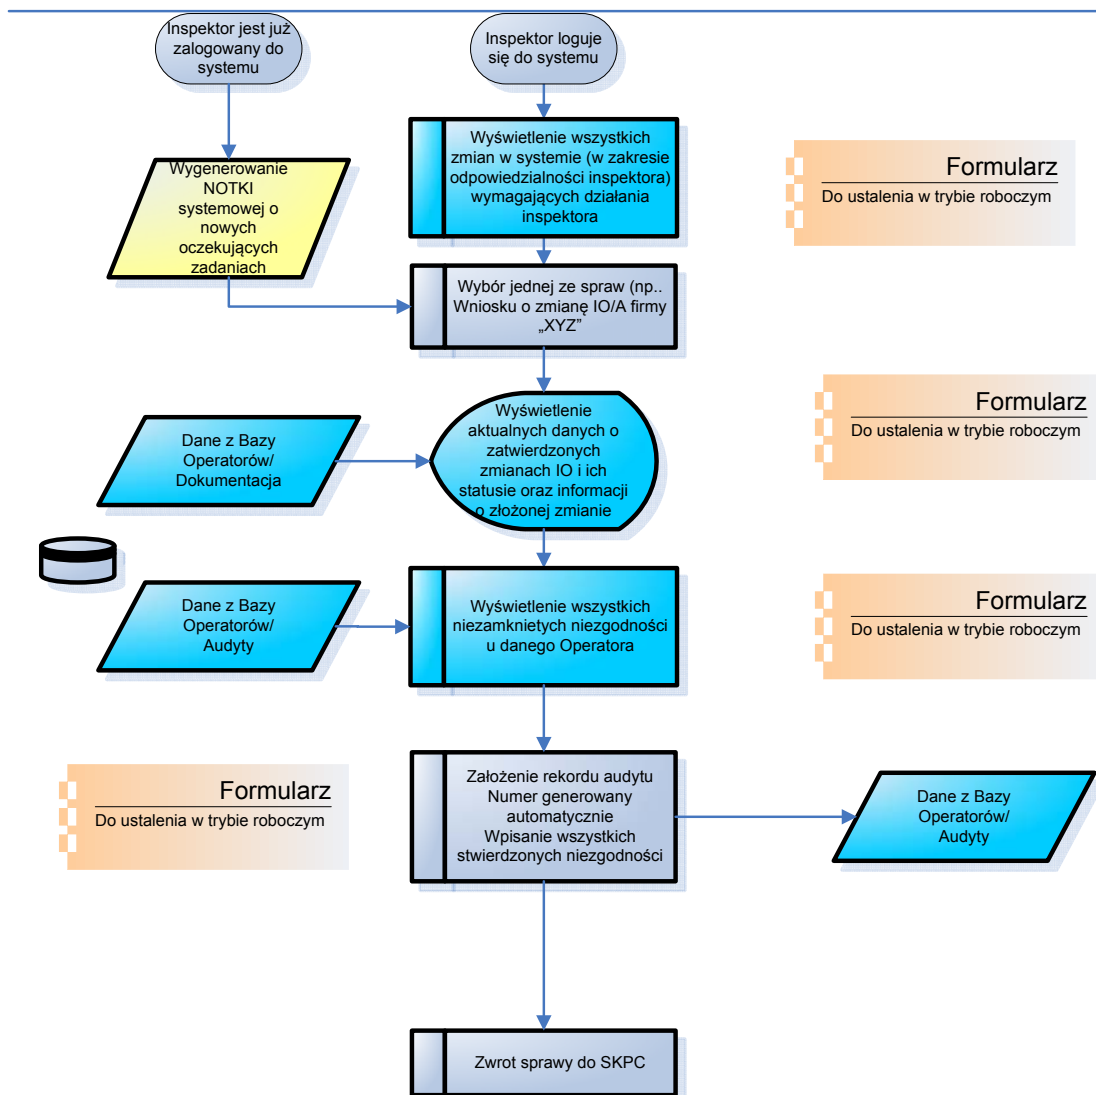 Inspektor jest już
zalogowany do
systemu
Inspektor loguje
się do systemu
Wyświetlenie wszystkich
zmian w systemie (w zakresie
odpowiedzialności inspektora)
wymagających działania
inspektora
Formularz
Do ustalenia w trybie roboczym
Wygenerowanie
NOTKI
systemowej o
nowych
oczekujących
zadaniach
Wybór jednej ze spraw (np..
Wniosku o zmianę IO/A firmy
„XYZ”
Wyświetlenie
aktualnych danych o
zatwierdzonych
zmianach IO i ich
statusie oraz informacji
o złożonej zmianie
Formularz
Do ustalenia w trybie roboczym
Dane z Bazy
Operatorów/
Dokumentacja
Dane z Bazy
Operatorów/
Audyty
Wyświetlenie wszystkich
niezamknietych niezgodności
u danego Operatora
Formularz
Do ustalenia w trybie roboczym
Formularz
Do ustalenia w trybie roboczym
Założenie rekordu audytu
Numer generowany
automatycznie
Wpisanie wszystkich
stwierdzonych niezgodności
Dane z Bazy
Operatorów/
Audyty
Zwrot sprawy do SKPC